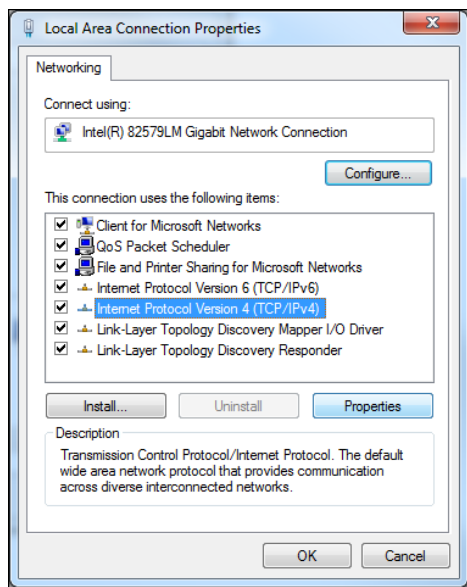 Local Area Connection Properties
Networking
Connect using:
Intel(R) 82579LM Gigabit Network Connection
Configure...
This connection uses the following items:
Client for Microsoft Networks
QoS Packet Scheduler
File and Printer Sharing for Microsoft Networks
Internet Protocol Version 6 (TCP/IPv6)
Internet Protocol Version 4 (TCP/IPv4)
Link-Layer Topology Discovery Mapper I/O Driver
Link-Layer Topology Discovery Responder
Install... Uninstall Properties
Description
Transmission Control Protocol/Internet Protocol. The default
wide area network protocol that provides communication
across diverse interconnected networks.
OK Cancel